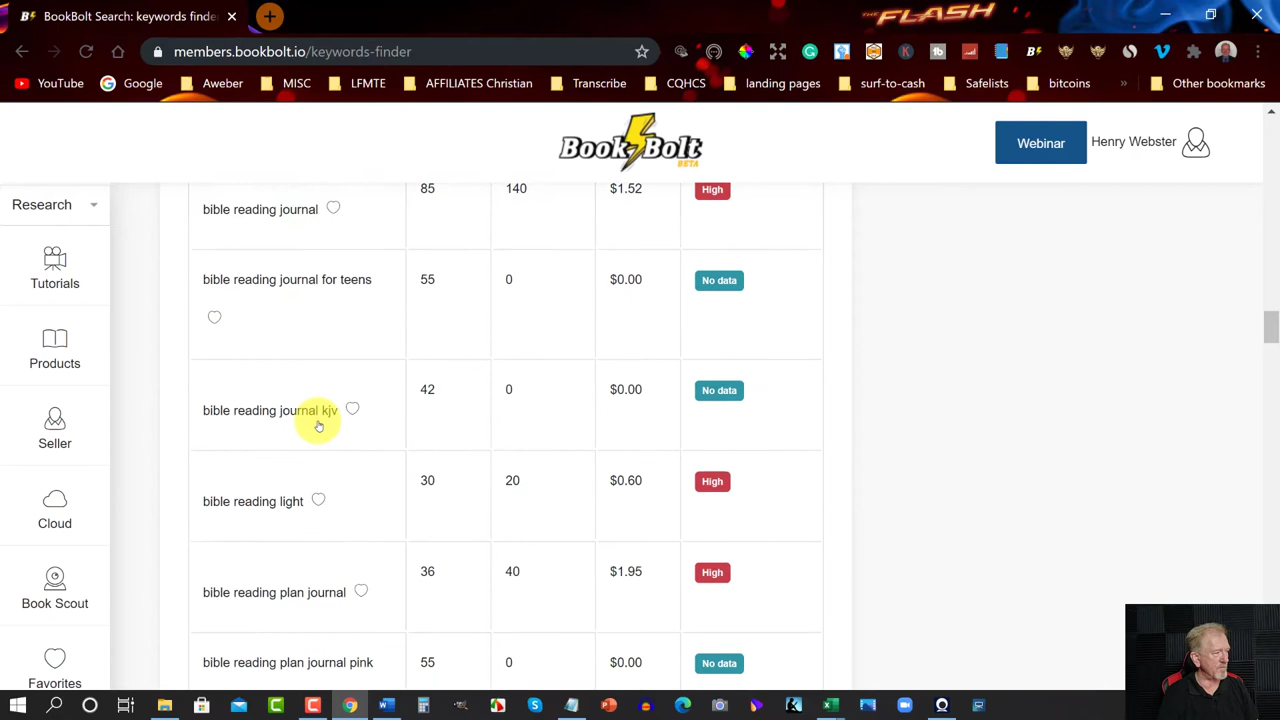 BookBolt Search: keywords finde
THE FLASH
members.bookbolt.io/keywords-finder
YouTube Google Aweber MISC LFMTE AFFILIATES Christian Transcribe CQHCS landing pages surf-to-cash Safelists bitcoins » Other bookmarks
BookBolt
BETA
Webinar
Henry Webster
Research
Tutorials
Products
Seller
Cloud
Book Scout
Favorites
bible reading journal 85 140 $1.52 High
bible reading journal for teens 55 0 $0.00 No data
bible reading journal kjv 42 0 $0.00 No data
bible reading light 30 20 $0.60 High
bible reading plan journal 36 40 $1.95 High
bible reading plan journal pink 55 0 $0.00 No data